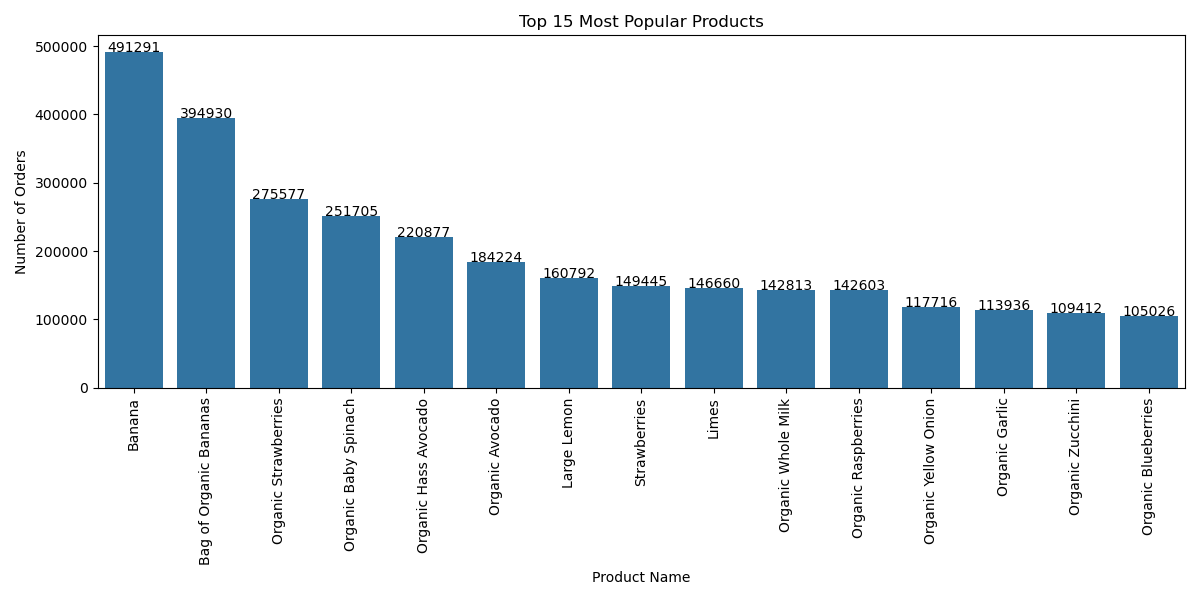 Top 15 Most Popular Products
Number of Orders
500000
400000
300000
200000
100000
0
491291
394930
275577
251705
220877
184224
160792
149445
146660
142813
142603
117716
113936
109412
105026
Banana
Bag of Organic Bananas
Organic Strawberries
Organic Baby Spinach
Organic Hass Avocado
Organic Avocado
Large Lemon
Strawberries
Limes
Organic Whole Milk
Organic Raspberries
Organic Yellow Onion
Organic Garlic
Organic Zucchini
Organic Blueberries
Product Name